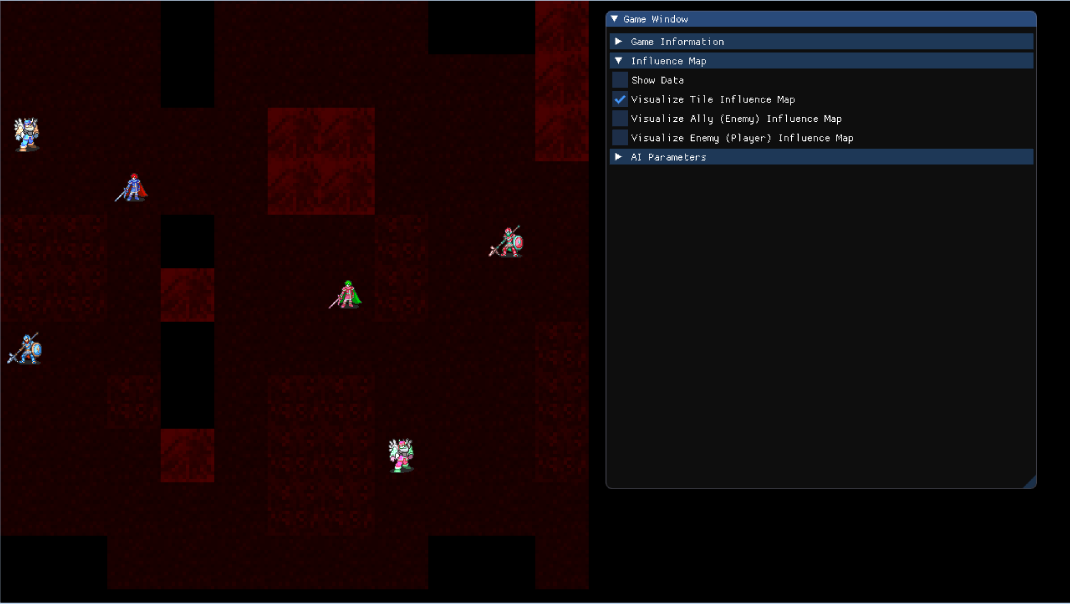 Game Window
Game Information
Influence Map
Show Data
Visualize Tile Influence Map
Visualize Ally (Enemy) Influence Map
Visualize Enemy (Player) Influence Map
AI Parameters